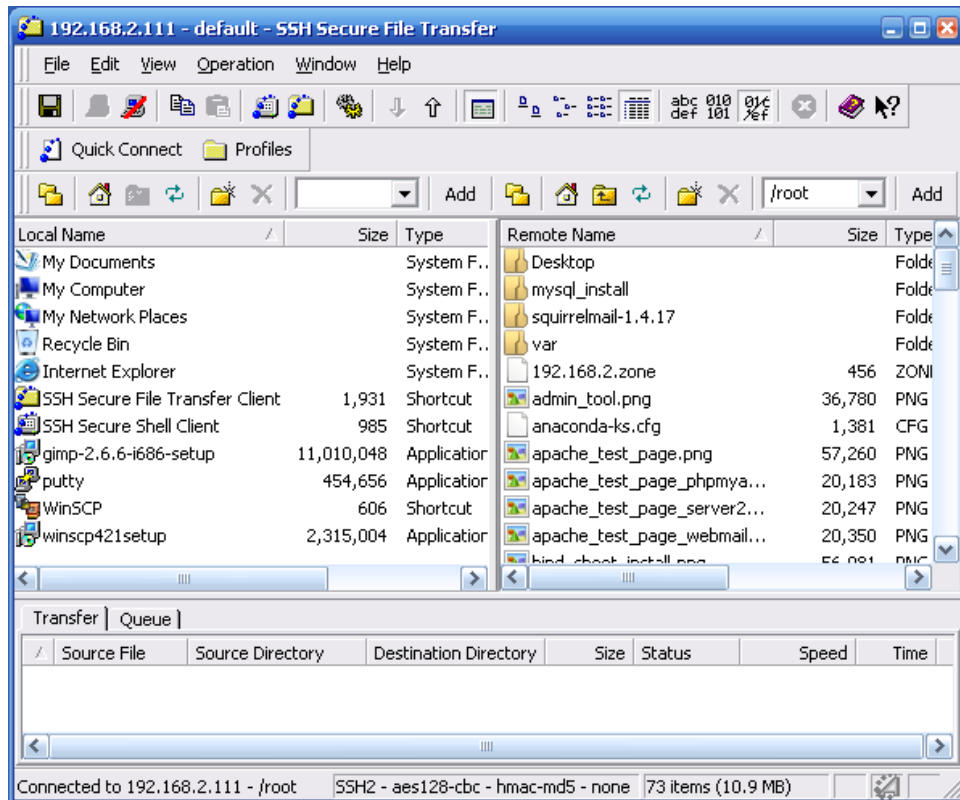 192.168.2.111 - default - SSH Secure File Transfer
File Edit View Operation Window Help
abc def 010 101
Quick Connect Profiles
Add /root Add
Local Name Size Type Remote Name Size Type
My Documents System F.. Desktop Folde
My Computer System F.. mysql_install Folde
My Network Places System F.. squirrelmail-1.4.17 Folde
Recycle Bin System F.. var Folde
Internet Explorer System F.. 192.168.2.zone 456 ZON
SSH Secure File Transfer Client 1,931 Shortcut admin_tool.png 36,780 PNG
SSH Secure Shell Client 985 Shortcut anaconda-ks.cfg 1,381 CFG
gimp-2.6.6-i686-setup 11,010,048 Application apache_test_page.png 57,260 PNG
putty 454,656 Application apache_test_page_phpmya... 20,183 PNG
WinSCP 606 Shortcut apache_test_page_server2... 20,247 PNG
winscp421setup 2,315,004 Application apache_test_page_webmail... 20,350 PNG
Transfer Queue
Source File Source Directory Destination Directory Size Status Speed Time
Connected to 192.168.2.111 - /root SSH2 - aes128-cbc - hmac-md5 - none 73 items (10.9 MB)